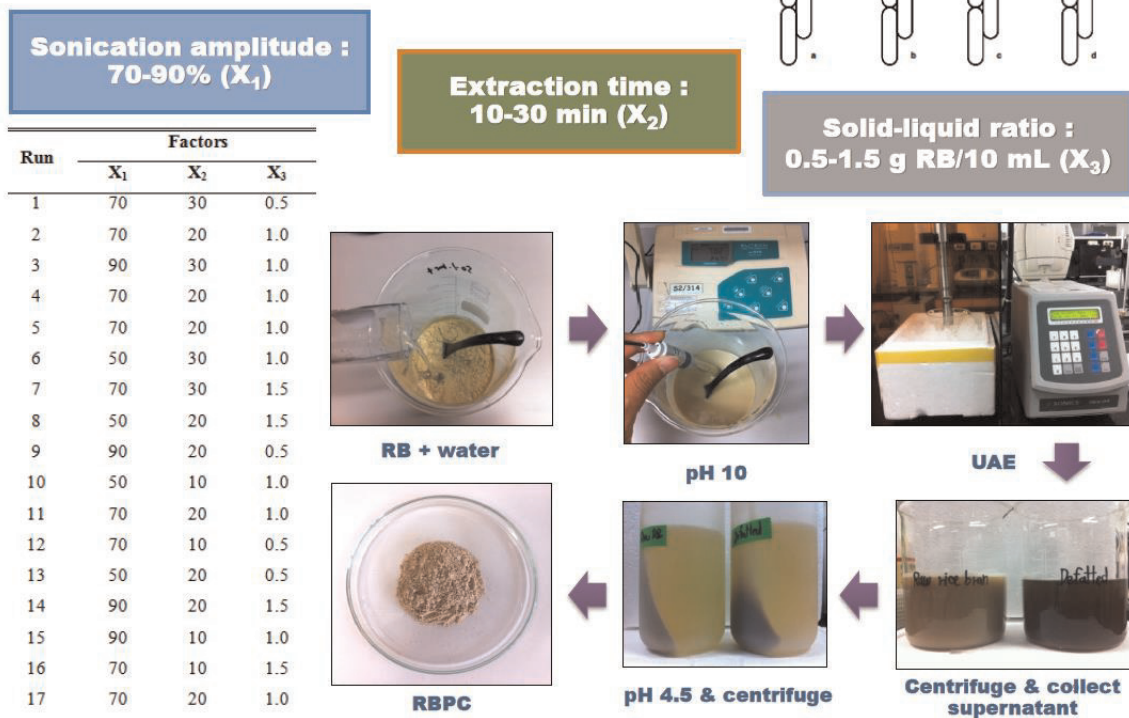 a b c d
Sonication amplitude :
70-90% (X₁)
Extraction time :
10-30 min (X₂)
Solid-liquid ratio :
0.5-1.5 g RB/10 mL (X₃)
Run Factors
X₁ X₂ X₃
1 70 30 0.5
2 70 20 1.0
3 90 30 1.0
4 70 20 1.0
5 70 20 1.0
6 50 30 1.0
7 70 30 1.5
8 50 20 1.5
9 90 20 0.5
10 50 10 1.0
11 70 20 1.0
12 70 10 0.5
13 50 20 0.5
14 90 20 1.5
15 90 10 1.0
16 70 10 1.5
17 70 20 1.0
RB + water
52/314
pH 10
SONICS
UAE
Raw rice bran
Defatted
Centrifuge & collect
supernatant
Defatted
pH 4.5 & centrifuge
RBPC